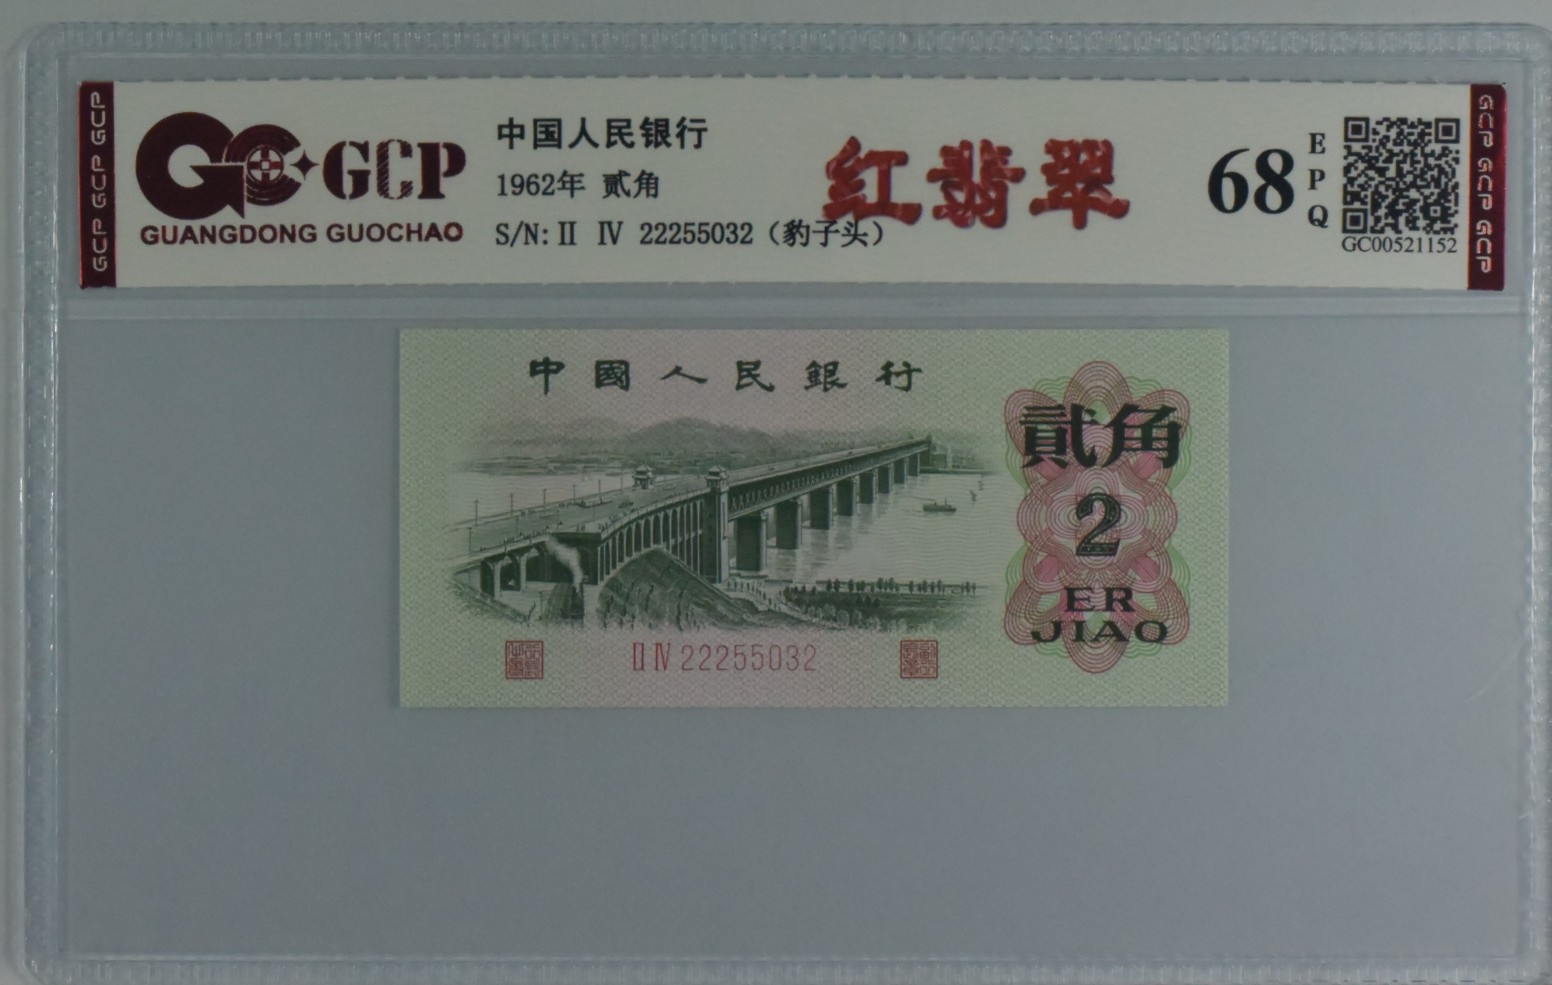 GCP GCP GCP
GCP
GUANGDONG GUOCHAO
中国人民银行
1962年 贰角
S/N: II IV 22255032（豹子头）
红翡翠
68
EPQ
GC00521152
GCP GCP GCP
中國人民銀行
貳角
2
ER
JIAO
II IV 22255032